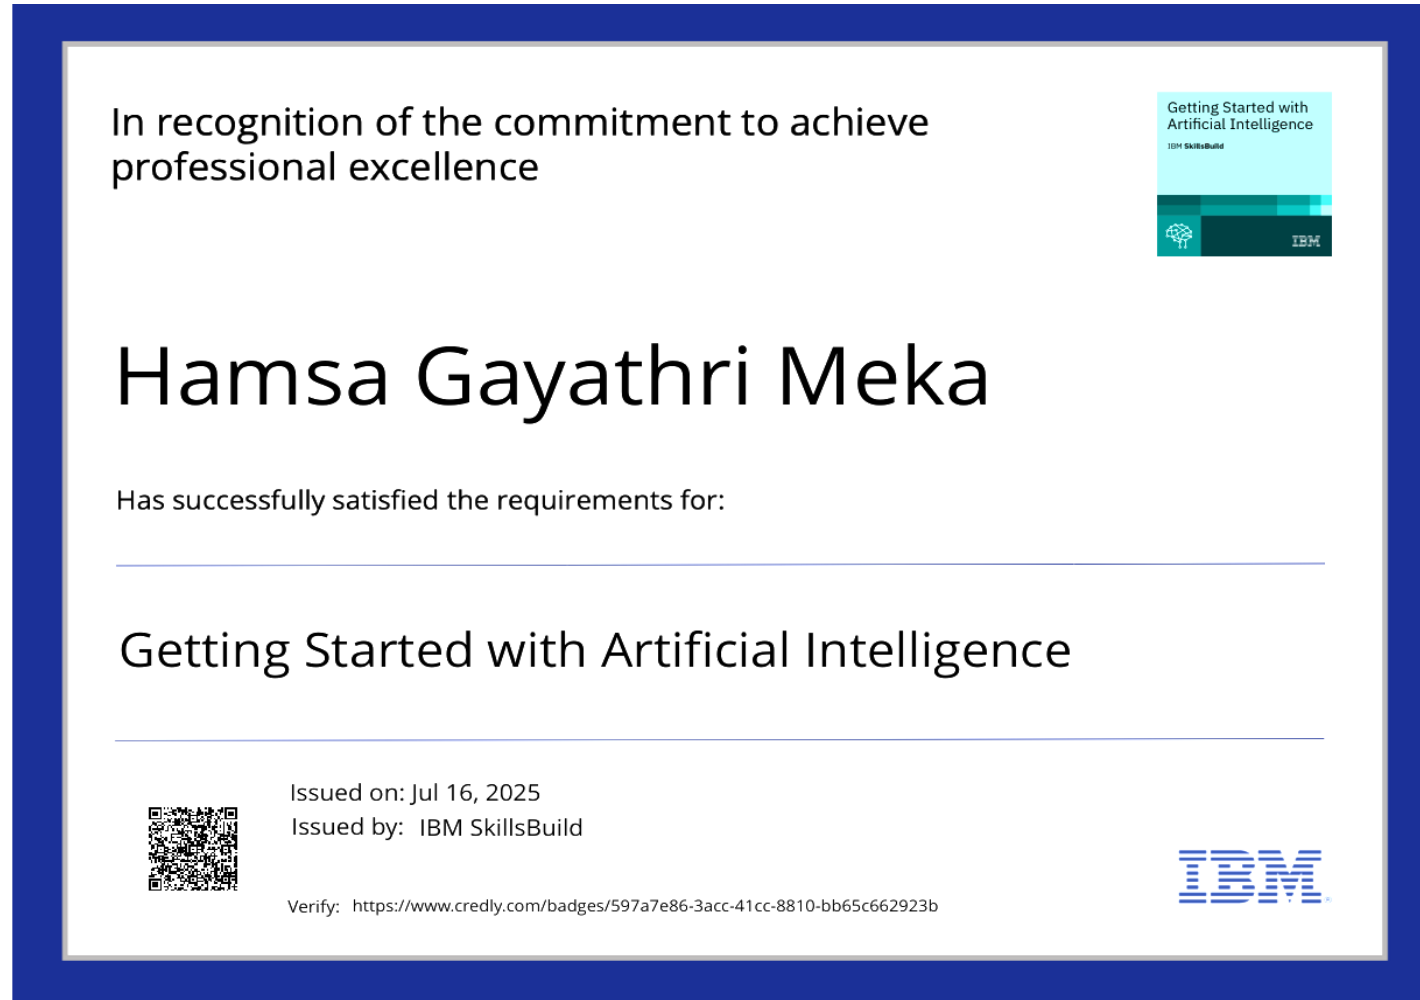 In recognition of the commitment to achieve
professional excellence
Getting Started with
Artificial Intelligence
IBM SkillsBuild
IBM
Hamsa Gayathri Meka
Has successfully satisfied the requirements for:
Getting Started with Artificial Intelligence
Issued on: Jul 16, 2025
Issued by: IBM SkillsBuild
IBM®
Verify: https://www.credly.com/badges/597a7e86-3acc-41cc-8810-bb65c662923b